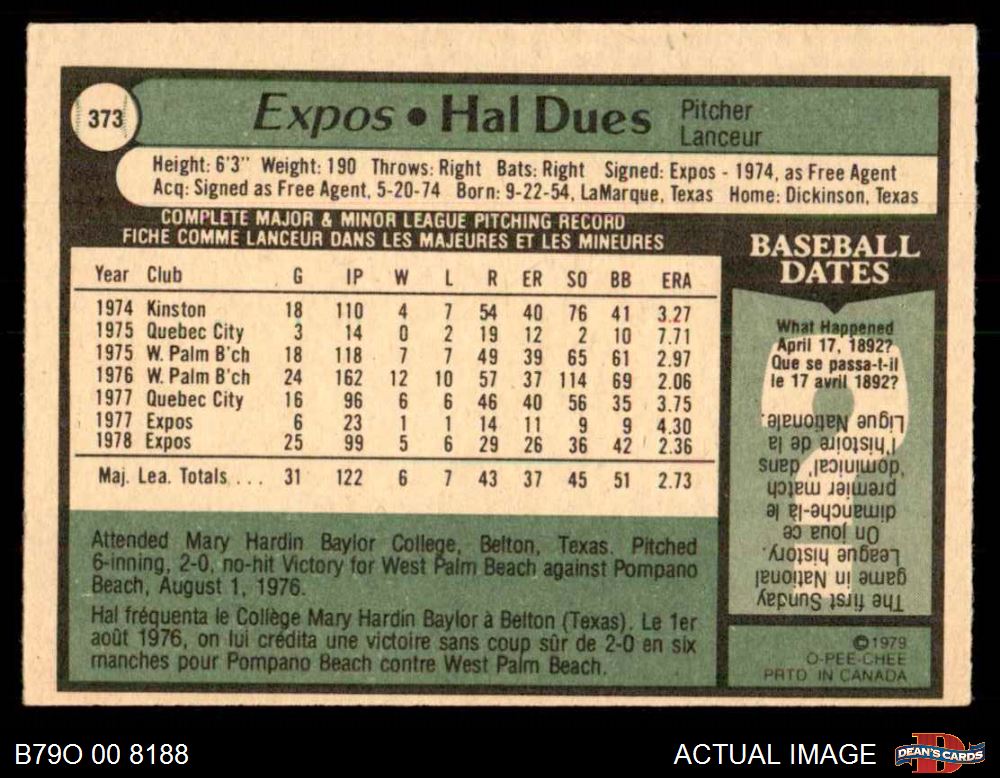 373
Expos • Hal Dues
Pitcher
Lanceur
Height: 6'3" Weight: 190 Throws: Right Bats: Right Signed: Expos - 1974, as Free Agent
Acq: Signed as Free Agent, 5-20-74 Born: 9-22-54, LaMarque, Texas Home: Dickinson, Texas
COMPLETE MAJOR & MINOR LEAGUE PITCHING RECORD
FICHE COMME LANCEUR DANS LES MAJEURES ET LES MINEURES
Year Club G IP W L R ER SO BB ERA
1974 Kinston 18 110 4 7 54 40 76 41 3.27
1975 Quebec City 3 14 0 2 19 12 2 10 7.71
1975 W. Palm B'ch 18 118 7 7 49 39 65 61 2.97
1976 W. Palm B'ch 24 162 12 10 57 37 114 69 2.06
1977 Quebec City 16 96 6 6 46 40 56 35 3.75
1977 Expos 6 23 1 1 14 11 9 9 4.30
1978 Expos 25 99 5 6 29 26 36 42 2.36
Maj. Lea. Totals . . . 31 122 6 7 43 37 45 51 2.73
Attended Mary Hardin Baylor College, Belton, Texas. Pitched
6-inning, 2-0, no-hit Victory for West Palm Beach against Pompano
Beach, August 1, 1976.
Hal fréquenta le Collège Mary Hardin Baylor à Belton (Texas). Le 1er
août 1976, on lui crédita une victoire sans coup sûr de 2-0 en six
manches pour Pompano Beach contre West Palm Beach.
BASEBALL
DATES
What Happened
April 17, 1892?
Que se passa-t-il
le 17 avril 1892?
The first Sunday
game in National
League history.
On joua ce
dimanche-là le
premier match
'dominical', dans
l'histoire de la
Ligue Nationale.
©1979
O-PEE-CHEE
PRTD IN CANADA
B79O 00 8188
ACTUAL IMAGE
DEAN'S CARDS